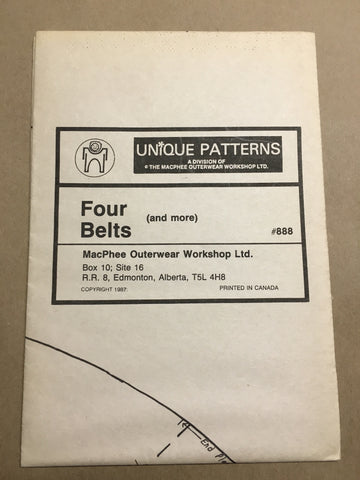 UNIQUE PATTERNS
A DIVISION OF
© THE MACPHEE OUTERWEAR WORKSHOP LTD.
Four (and more)
Belts #888
MacPhee Outerwear Workshop Ltd.
Box 10; Site 16
R.R. 8, Edmonton, Alberta, T5L 4H8
COPYRIGHT 1987: PRINTED IN CANADA
End